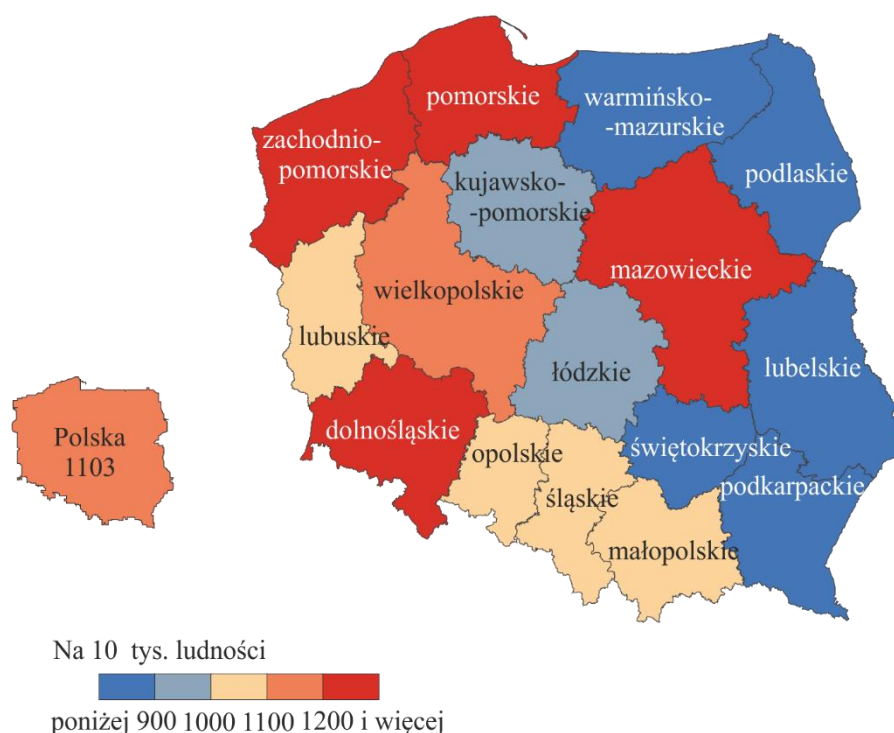 pomorskie
warmińsko-
-mazurskie
zachodnio-
pomorskie
podlaskie
kujawsko-
-pomorskie
mazowieckie
wielkopolskie
lubuskie
łódzkie
lubelskie
Polska
1103
dolnośląskie
opolskie
świętokrzyskie
śląskie
podkarpackie
małopolskie
Na 10 tys. ludności
poniżej 900 1000 1100 1200 i więcej